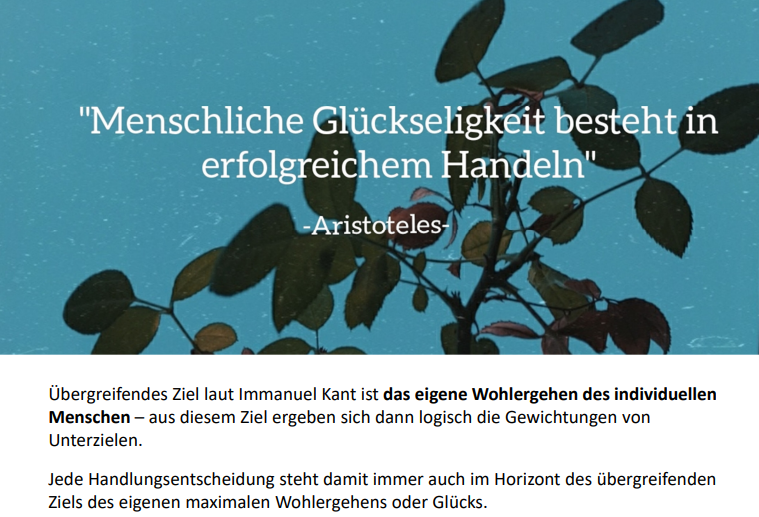 "Menschliche Glückseligkeit besteht in
erfolgreichem Handeln"
-Aristoteles-
Übergreifendes Ziel laut Immanuel Kant ist das eigene Wohlergehen des individuellen
Menschen – aus diesem Ziel ergeben sich dann logisch die Gewichtungen von
Unterzielen.
Jede Handlungsentscheidung steht damit immer auch im Horizont des übergreifenden
Ziels des eigenen maximalen Wohlergehens oder Glücks.